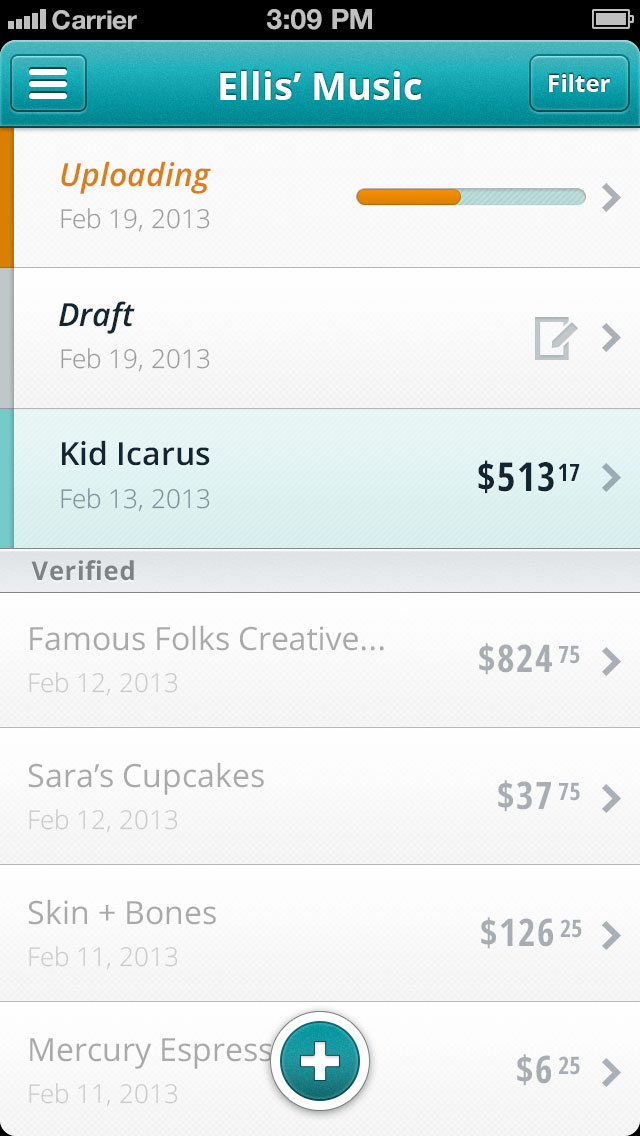 Carrier 3:09 PM
Ellis’ Music Filter
Uploading
Feb 19, 2013
Draft
Feb 19, 2013
Kid Icarus
$513 17
Feb 13, 2013
Verified
Famous Folks Creative...
$824 75
Feb 12, 2013
Sara’s Cupcakes
$37 75
Feb 12, 2013
Skin + Bones
$126 25
Feb 11, 2013
Mercury Espress
$6 25
Feb 11, 2013